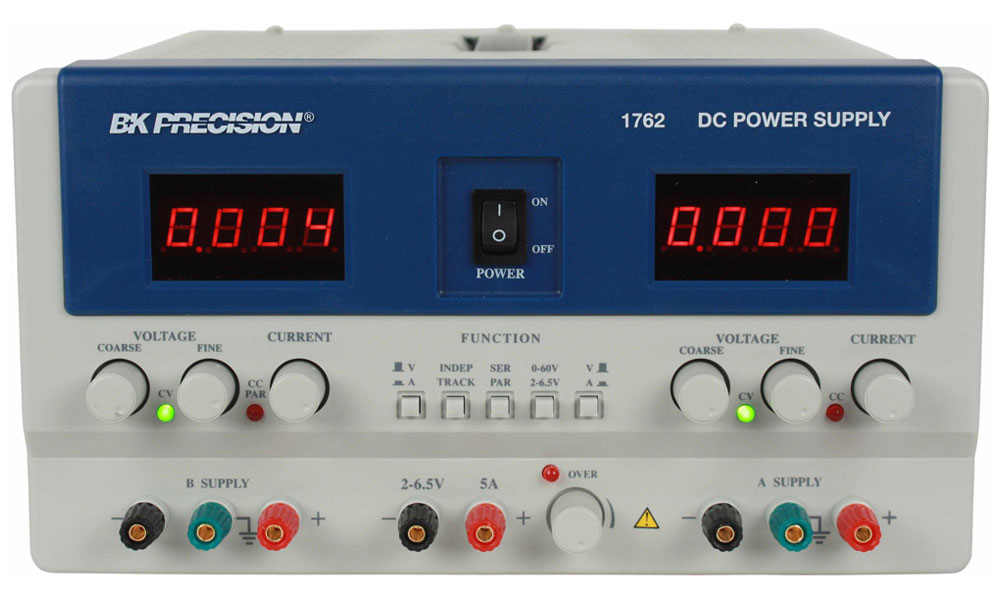 B+K PRECISION®
1762 DC POWER SUPPLY
0.004
ON
OFF
POWER
0.000
VOLTAGE
COARSE FINE
CURRENT
CV
CC
PAR
FUNCTION
V
A
INDEP
TRACK
SER
PAR
0-60V
2-6.5V
V
A
VOLTAGE
COARSE FINE
CURRENT
CV
CC
B SUPPLY
- +
2-6.5V 5A
- +
OVER
A SUPPLY
- +